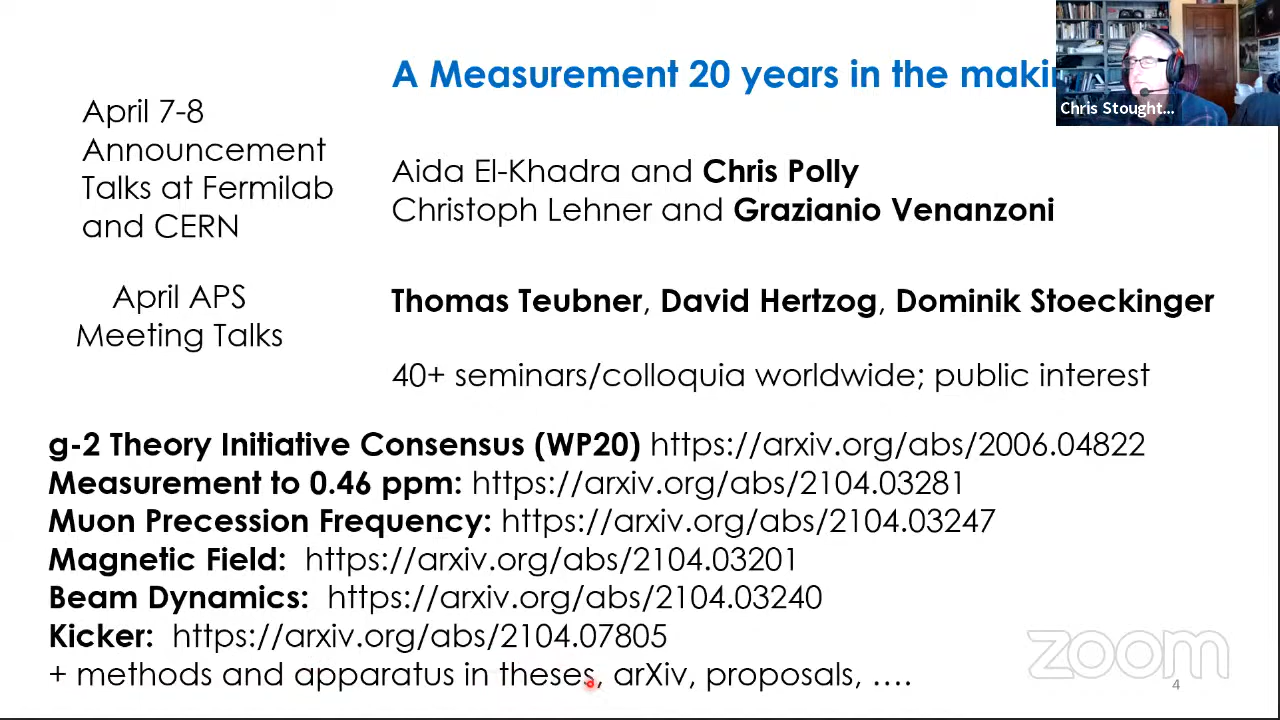 A Measurement 20 years in the makin
Chris Stought...
April 7-8
Announcement
Talks at Fermilab
and CERN
Aida El-Khadra and Chris Polly
Christoph Lehner and Grazianio Venanzoni
April APS
Meeting Talks
Thomas Teubner, David Hertzog, Dominik Stoeckinger
40+ seminars/colloquia worldwide; public interest
g-2 Theory Initiative Consensus (WP20) https://arxiv.org/abs/2006.04822
Measurement to 0.46 ppm: https://arxiv.org/abs/2104.03281
Muon Precession Frequency: https://arxiv.org/abs/2104.03247
Magnetic Field: https://arxiv.org/abs/2104.03201
Beam Dynamics: https://arxiv.org/abs/2104.03240
Kicker: https://arxiv.org/abs/2104.07805
+ methods and apparatus in theses, arXiv, proposals, ....
zoom
4